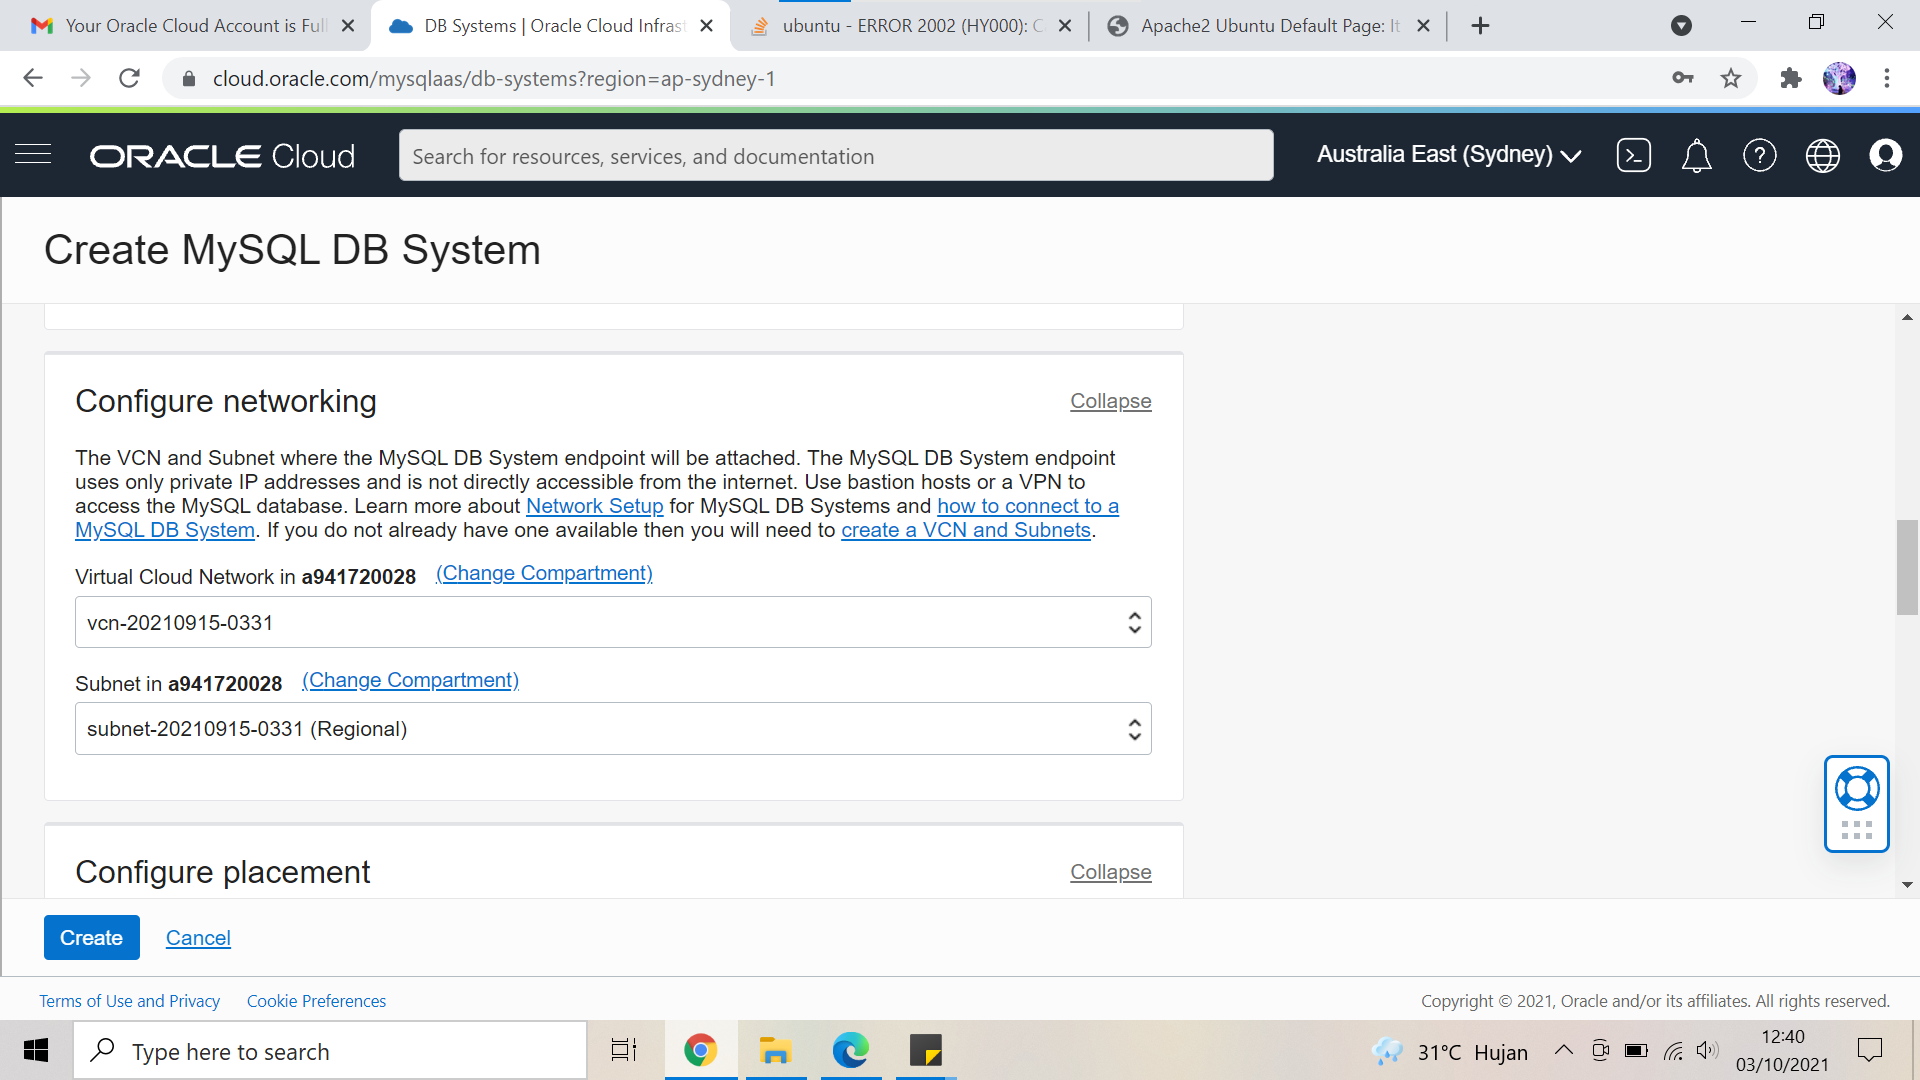 Your Oracle Cloud Account is Full
DB Systems | Oracle Cloud Infrast
ubuntu - ERROR 2002 (HY000): C
Apache2 Ubuntu Default Page: It
cloud.oracle.com/mysqlaas/db-systems?region=ap-sydney-1
ORACLE Cloud
Search for resources, services, and documentation
Australia East (Sydney)
Create MySQL DB System
Configure networking
Collapse
The VCN and Subnet where the MySQL DB System endpoint will be attached. The MySQL DB System endpoint
uses only private IP addresses and is not directly accessible from the internet. Use bastion hosts or a VPN to
access the MySQL database. Learn more about Network Setup for MySQL DB Systems and how to connect to a
MySQL DB System. If you do not already have one available then you will need to create a VCN and Subnets.
Virtual Cloud Network in a941720028 (Change Compartment)
vcn-20210915-0331
Subnet in a941720028 (Change Compartment)
subnet-20210915-0331 (Regional)
Configure placement
Collapse
Create
Cancel
Terms of Use and Privacy
Cookie Preferences
Copyright © 2021, Oracle and/or its affiliates. All rights reserved.
Type here to search
31°C Hujan
12:40
03/10/2021